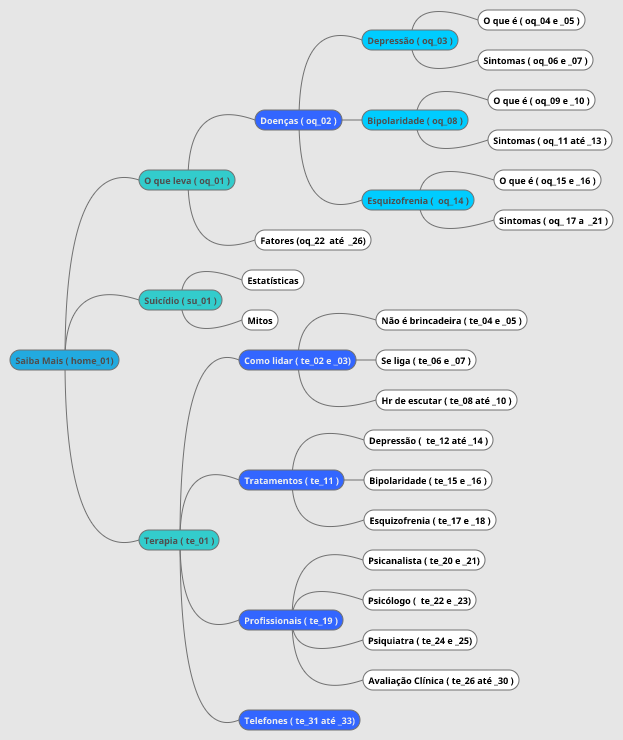 Saiba Mais ( home_01)
O que leva ( oq_01 )
Doenças ( oq_02 )
Depressão ( oq_03 )
O que é ( oq_04 e _05 )
Sintomas ( oq_06 e _07 )
Bipolaridade ( oq_08 )
O que é ( oq_09 e _10 )
Sintomas ( oq_11 até _13 )
Esquizofrenia (  oq_14 )
O que é ( oq_15 e _16 )
Sintomas ( oq_ 17 a  _21 )
Fatores (oq_22  até  _26)
Suicídio ( su_01 )
Estatísticas
Mitos
Terapia ( te_01 )
Como lidar ( te_02 e _03)
Não é brincadeira ( te_04 e _05 )
Se liga ( te_06 e _07 )
Hr de escutar ( te_08 até _10 )
Tratamentos ( te_11 )
Depressão (  te_12 até _14 )
Bipolaridade ( te_15 e _16 )
Esquizofrenia ( te_17 e _18 )
Profissionais ( te_19 )
Psicanalista ( te_20 e _21)
Psicólogo (  te_22 e _23)
Psiquiatra ( te_24 e _25)
Avaliação Clínica ( te_26 até _30 )
Telefones ( te_31 até _33)